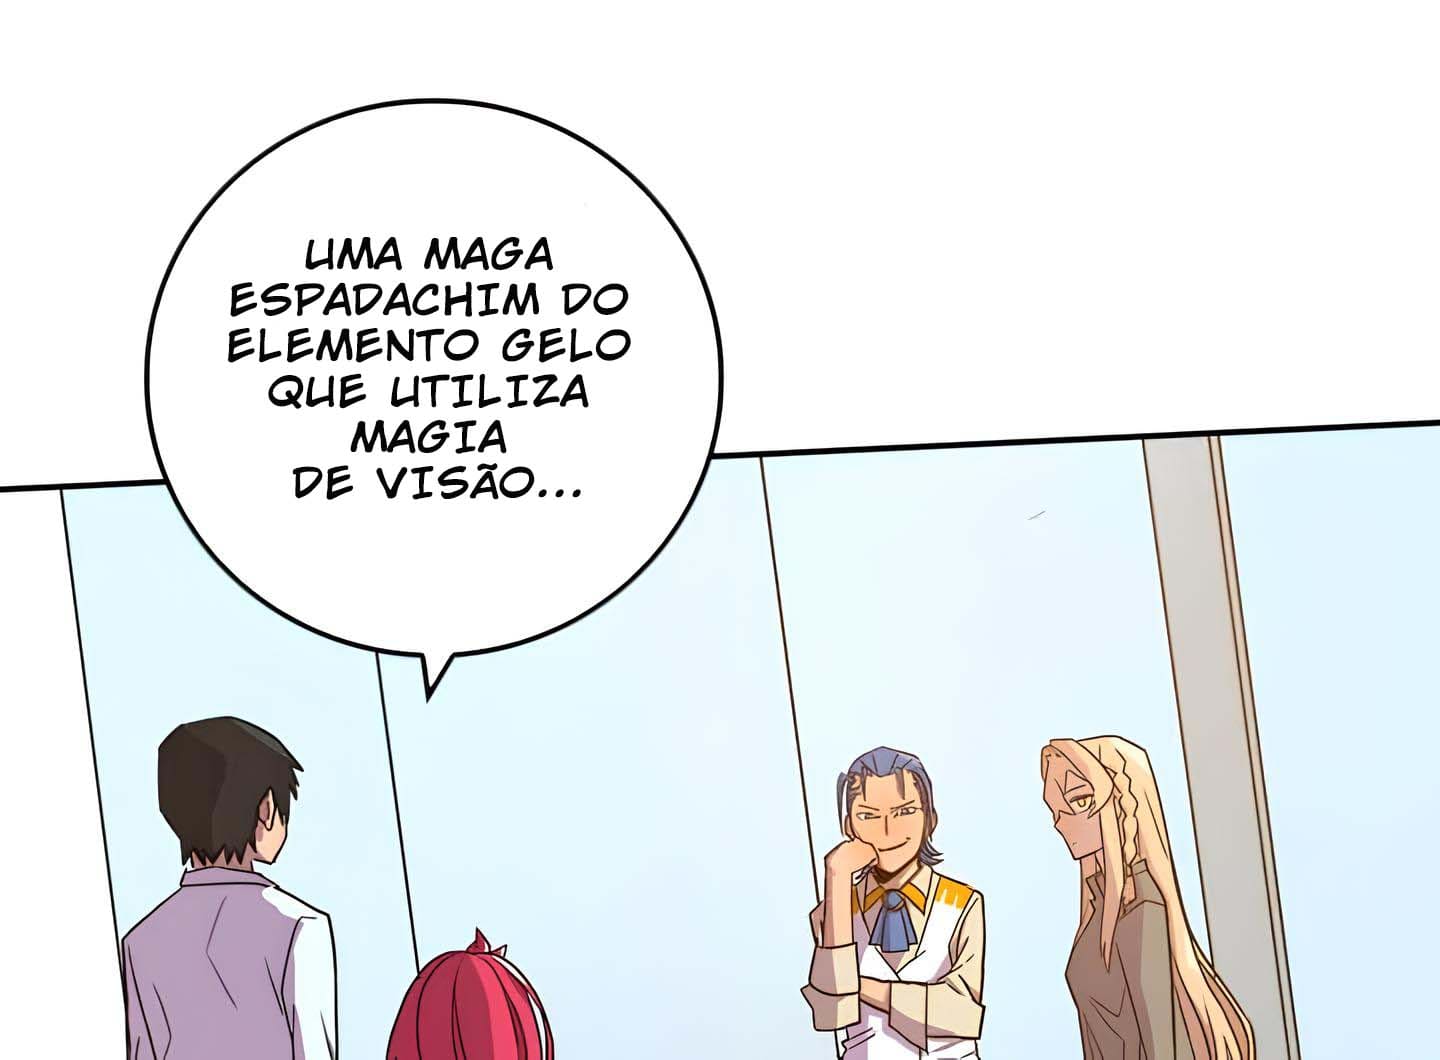 UMA MAGA
ESPADACHIM DO
ELEMENTO GELO
QUE UTILIZA
MAGIA
DE VISÃO...